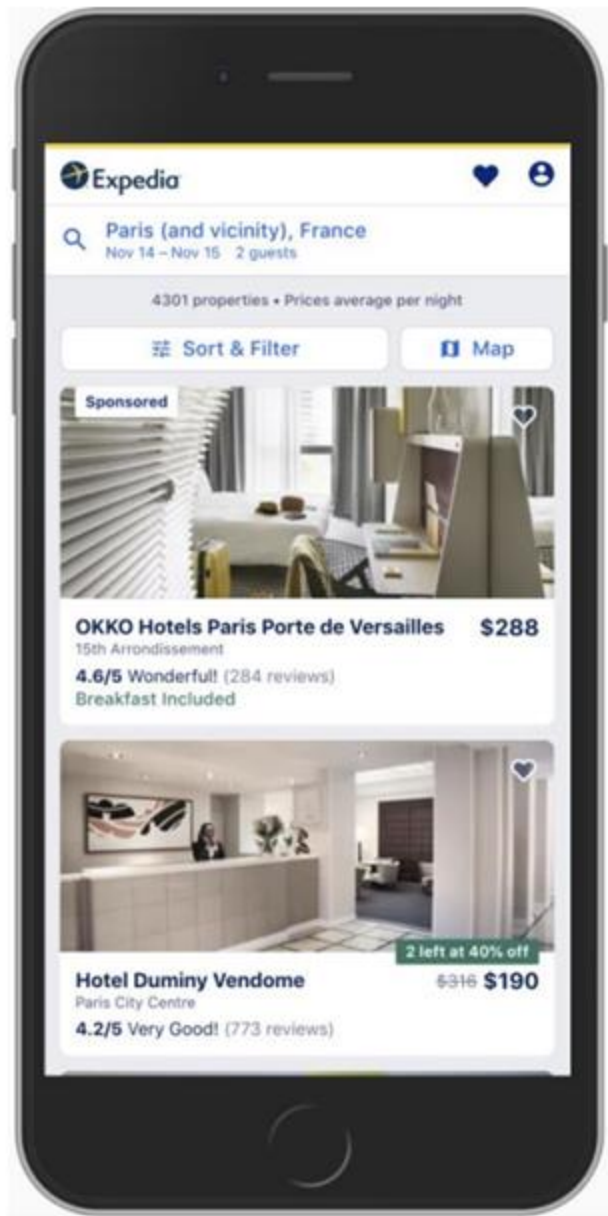 Expedia
Paris (and vicinity), France
Nov 14 – Nov 15 2 guests
4301 properties • Prices average per night
Sort & Filter
Map
Sponsored
OKKO Hotels Paris Porte de Versailles $288
15th Arrondissement
4.6/5 Wonderful! (284 reviews)
Breakfast Included
2 left at 40% off
Hotel Duminy Vendome $316 $190
Paris City Centre
4.2/5 Very Good! (773 reviews)